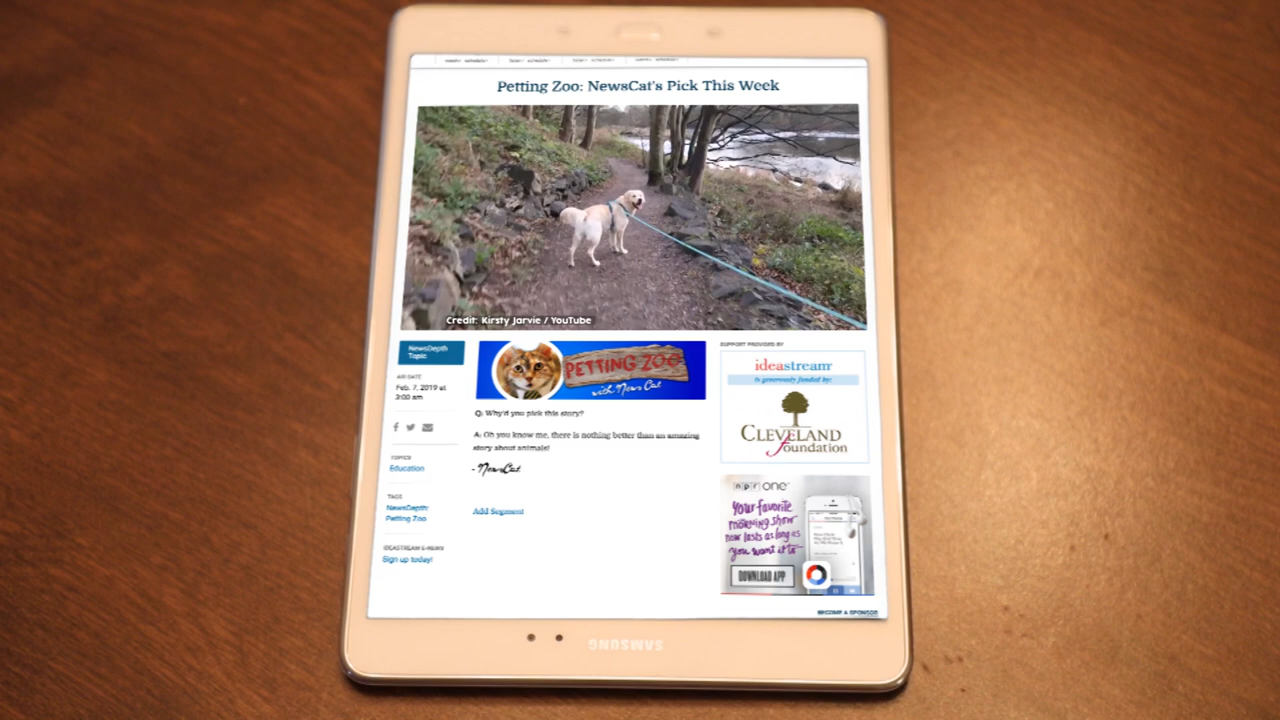 Petting Zoo: NewsCat's Pick This Week
Credit: Kirsty Jarvie / YouTube
NewsDepth
Topic
AIR DATE
Feb. 7, 2019 at
3:00 am
TOPICS
Education
TAGS
NewsDepth:
Petting Zoo
IDEASTREAM E-NEWS
Sign up today!
PETTING ZOO
with News Cat
Q: Why'd you pick this story?
A: Oh you know me, there is nothing better than an amazing
story about animals!
- NewsCat
Add Segment
SUPPORT PROVIDED BY
ideastream
is generously funded by:
CLEVELAND
foundation
npr one
Your favorite
morning show
now lasts as long as
you want it to
DOWNLOAD APP
BECOME A SPONSOR
SAMSUNG